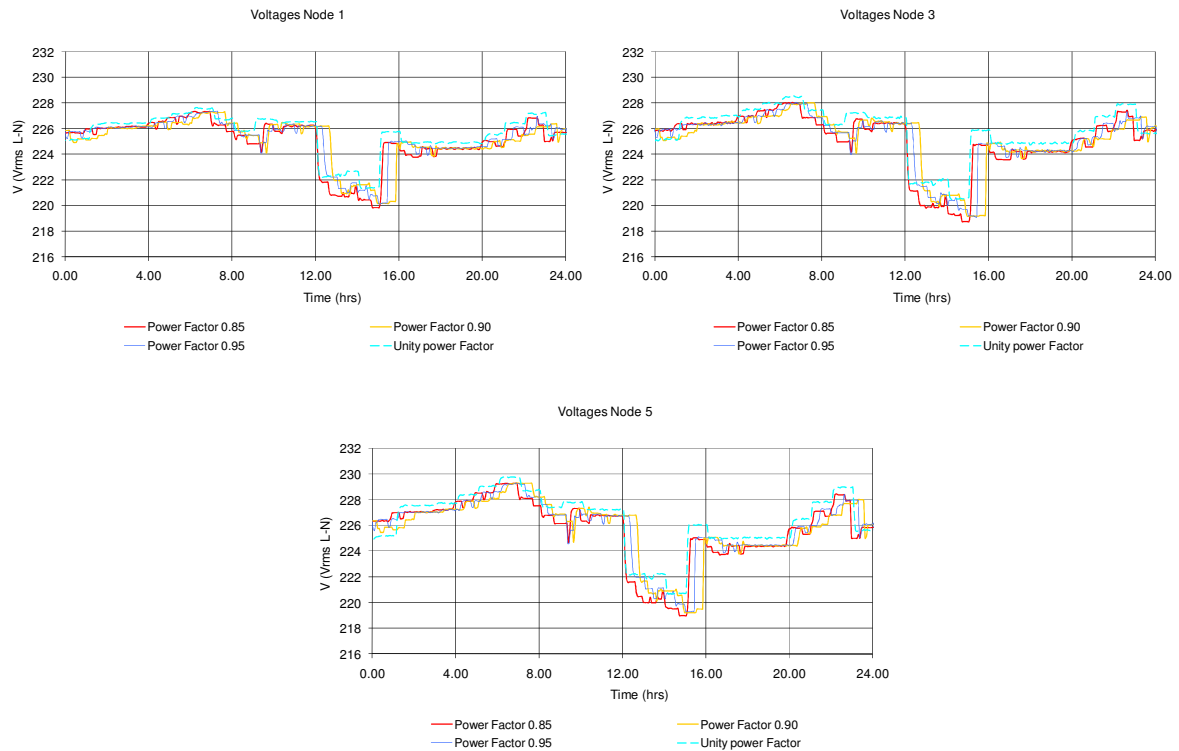 Voltages Node 1
232
230
228
226
224
222
220
218
216
V (Vrms L-N)
0.00 4.00 8.00 12.00 16.00 20.00 24.00
Time (hrs)
Power Factor 0.85 Power Factor 0.90
Power Factor 0.95 Unity power Factor
Voltages Node 3
232
230
228
226
224
222
220
218
216
V (Vrms L-N)
0.00 4.00 8.00 12.00 16.00 20.00 24.00
Time (hrs)
Power Factor 0.85 Power Factor 0.90
Power Factor 0.95 Unity power Factor
Voltages Node 5
232
230
228
226
224
222
220
218
216
V (Vrms L-N)
0.00 4.00 8.00 12.00 16.00 20.00 24.00
Time (hrs)
Power Factor 0.85 Power Factor 0.90
Power Factor 0.95 Unity power Factor